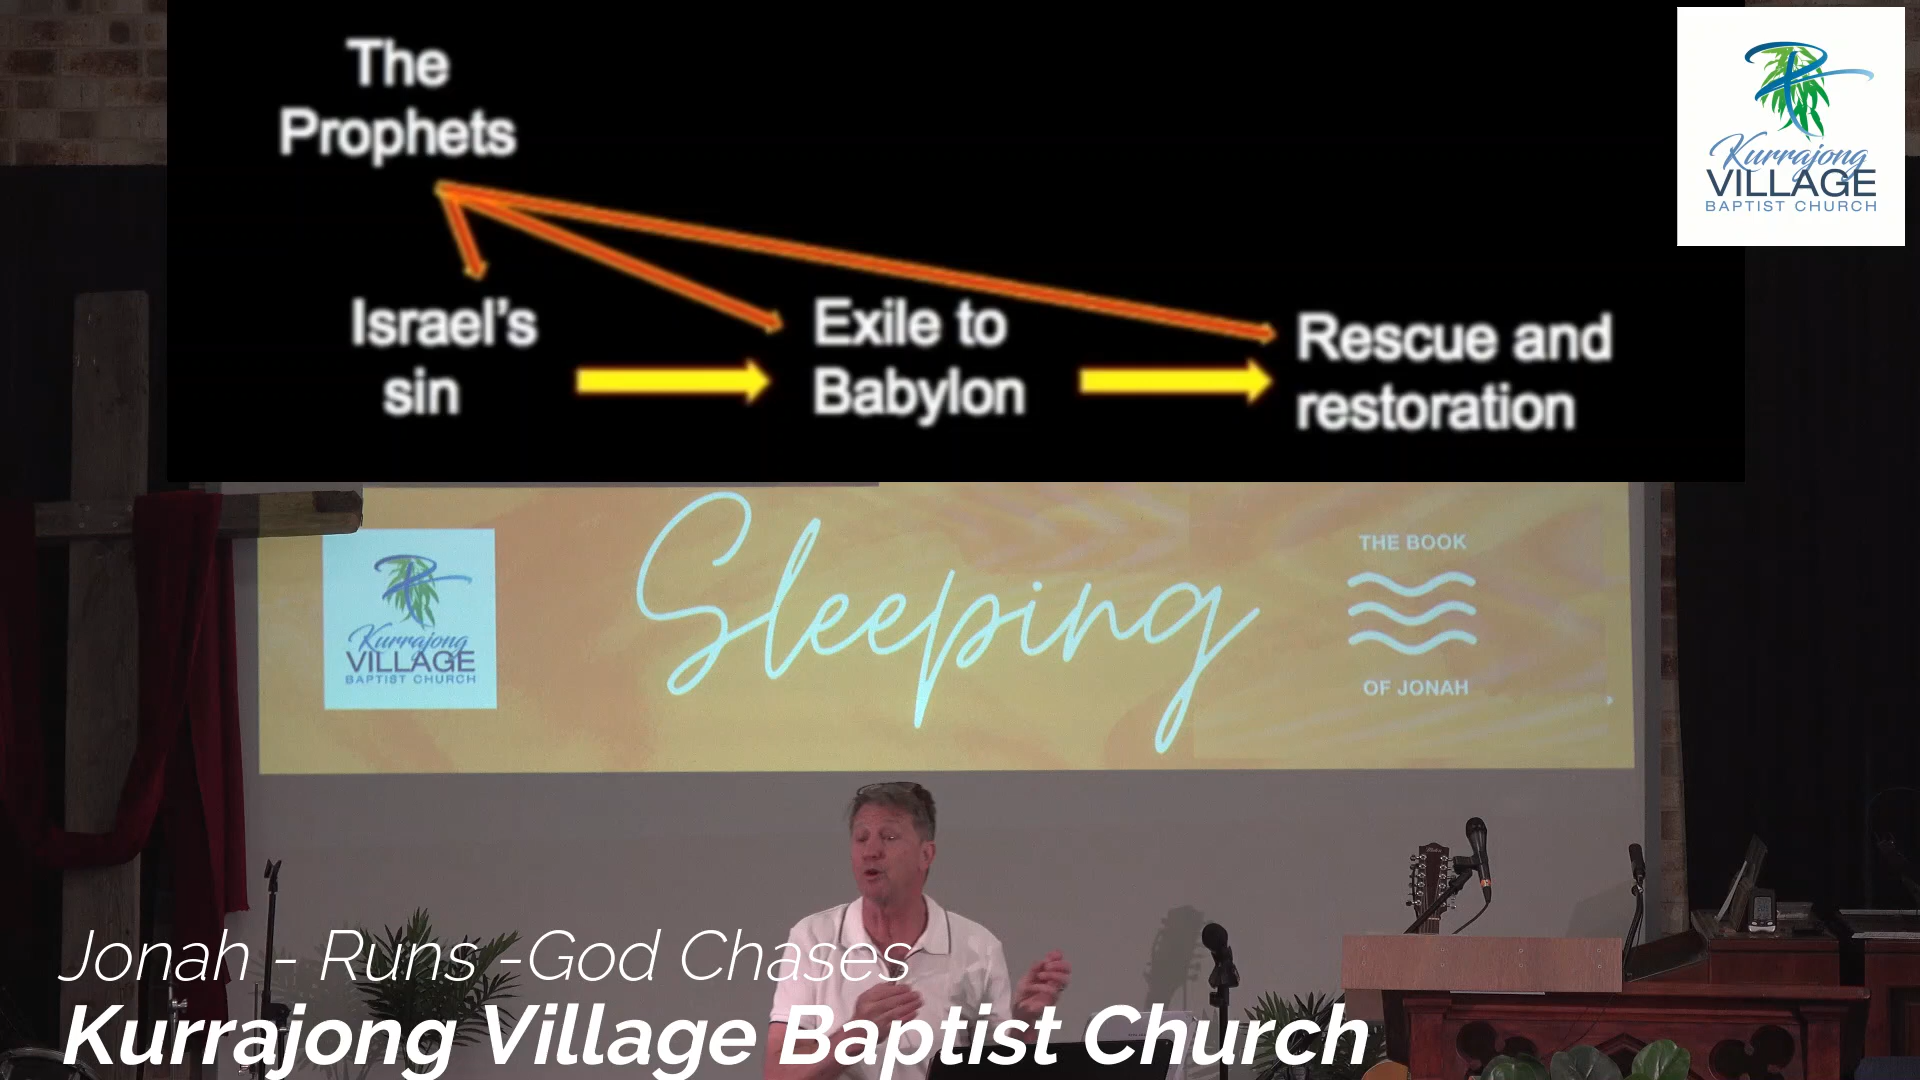 The
Prophets
Israel's
sin
Exile to
Babylon
Rescue and
restoration
Kurrajong
VILLAGE
BAPTIST CHURCH
Kurrajong
VILLAGE
BAPTIST CHURCH
Sleeping
THE BOOK
OF JONAH
Jonah - Runs -God Chases
Kurrajong Village Baptist Church